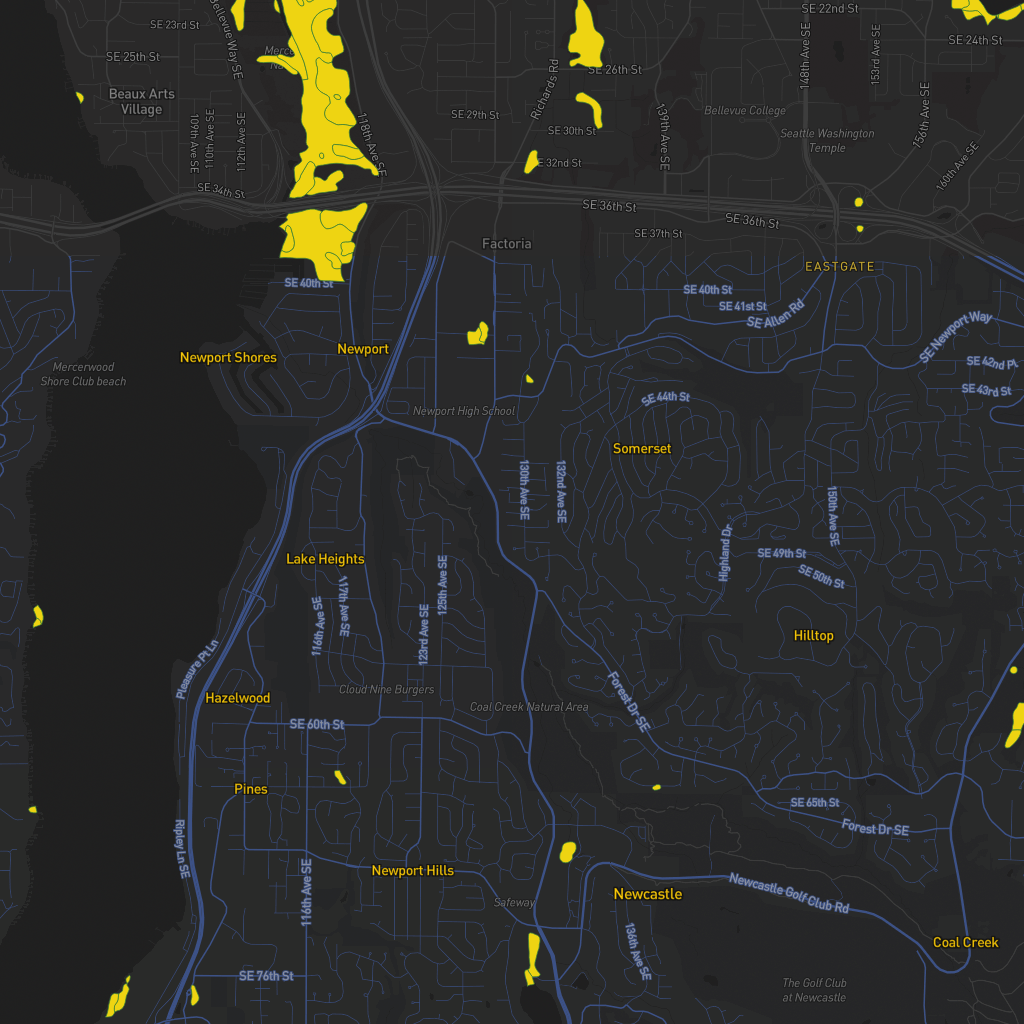 SE 22nd St
SE 23rd St
Bellevue Way SE
SE 24th St
148th Ave SE
153rd Ave SE
SE 25th St
SE 26th St
Richards Rd
Beaux Arts
Village
109th Ave SE
110th Ave SE
112th Ave SE
118th Ave SE
SE 29th St
SE 30th St
139th Ave SE
Bellevue College
156th Ave SE
Seattle Washington
Temple
SE 32nd St
160th Ave SE
SE 34th St
SE 36th St
SE 36th St
SE 37th St
Factoria
EASTGATE
SE 40th St
SE 40th St
SE 41st St
SE Allen Rd
SE Newport Way
Newport Shores
Newport
SE 42nd Pl
Mercerwood
Shore Club beach
SE 43rd St
SE 44th St
Newport High School
Somerset
130th Ave SE
132nd Ave SE
150th Ave SE
Highland Dr
SE 49th St
SE 50th St
Lake Heights
117th Ave SE
116th Ave SE
125th Ave SE
123rd Ave SE
Hilltop
Pleasure Pt Ln
Hazelwood
Cloud Nine Burgers
Coal Creek Natural Area
Forest Dr SE
SE 60th St
Pines
SE 65th St
Forest Dr SE
Ripley Ln SE
Newport Hills
116th Ave SE
Safeway
Newcastle
Newcastle Golf Club Rd
136th Ave SE
Coal Creek
SE 76th St
The Golf Club
at Newcastle